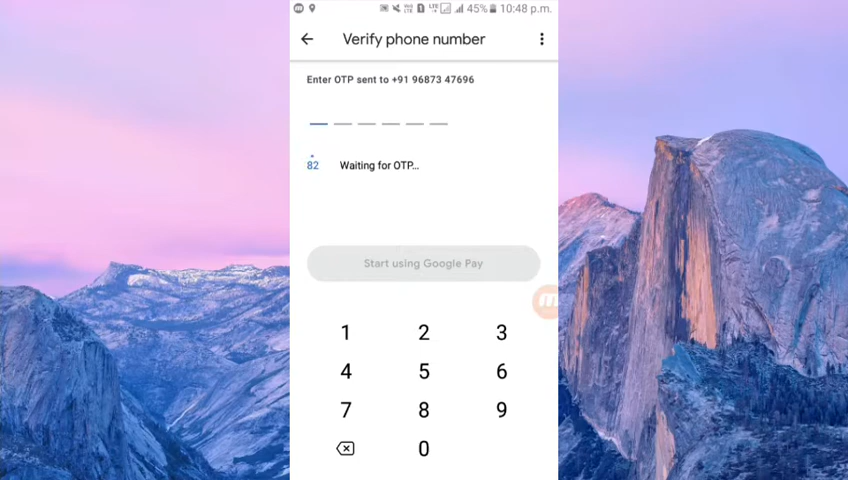 45% 10:48 p.m.
Verify phone number
Enter OTP sent to +91 96873 47696
82 Waiting for OTP...
Start using Google Pay
1 2 3
4 5 6
7 8 9
0